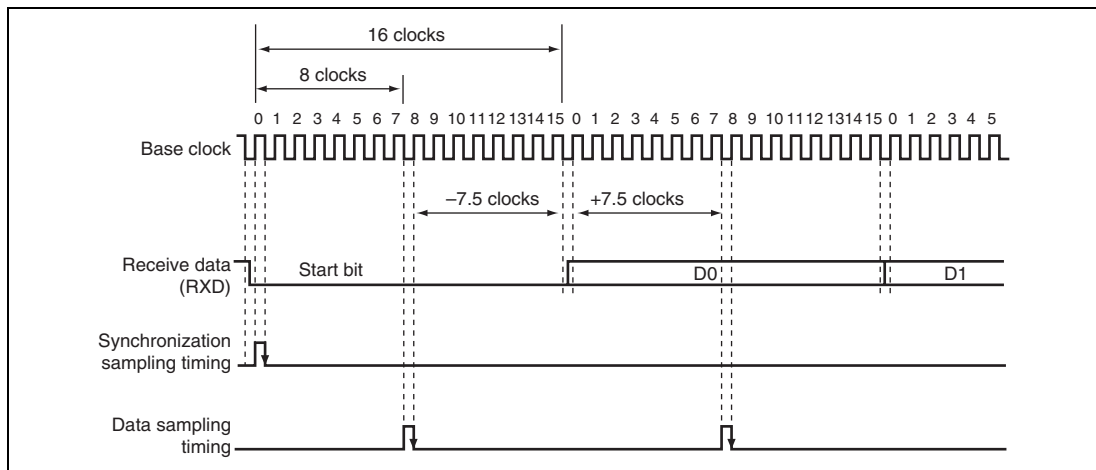 16 clocks
8 clocks
0 1 2 3 4 5 6 7 8 9 10 11 12 13 14 15 0 1 2 3 4 5 6 7 8 9 10 11 12 13 14 15 0 1 2 3 4 5
Base clock
–7.5 clocks +7.5 clocks
Receive data
(RXD)
Start bit D0 D1
Synchronization
sampling timing
Data sampling
timing